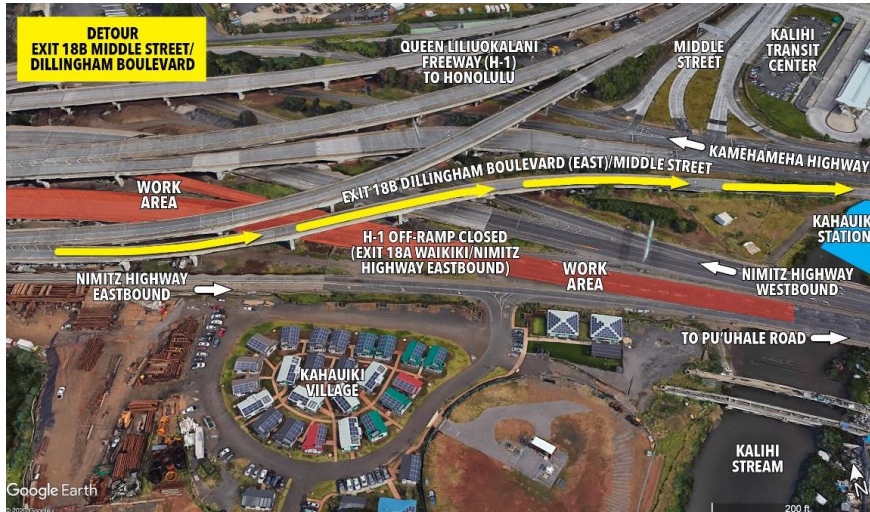 DETOUR
EXIT 18B MIDDLE STREET/
DILLINGHAM BOULEVARD
QUEEN LILIUOKALANI
FREEWAY (H-1)
TO HONOLULU
MIDDLE
STREET
KALIHI
TRANSIT
CENTER
KAMEHAMEHA HIGHWAY
EXIT 18B DILLINGHAM BOULEVARD (EAST)/MIDDLE STREET
WORK
AREA
KAHAUIKI
STATION
H-1 OFF-RAMP CLOSED
(EXIT 18A WAIKIKI/NIMITZ
HIGHWAY EASTBOUND)
WORK
AREA
NIMITZ HIGHWAY
WESTBOUND
NIMITZ HIGHWAY
EASTBOUND
TO PU'UHALE ROAD
KAHAUIKI
VILLAGE
KALIHI
STREAM
N
Google Earth
200 ft